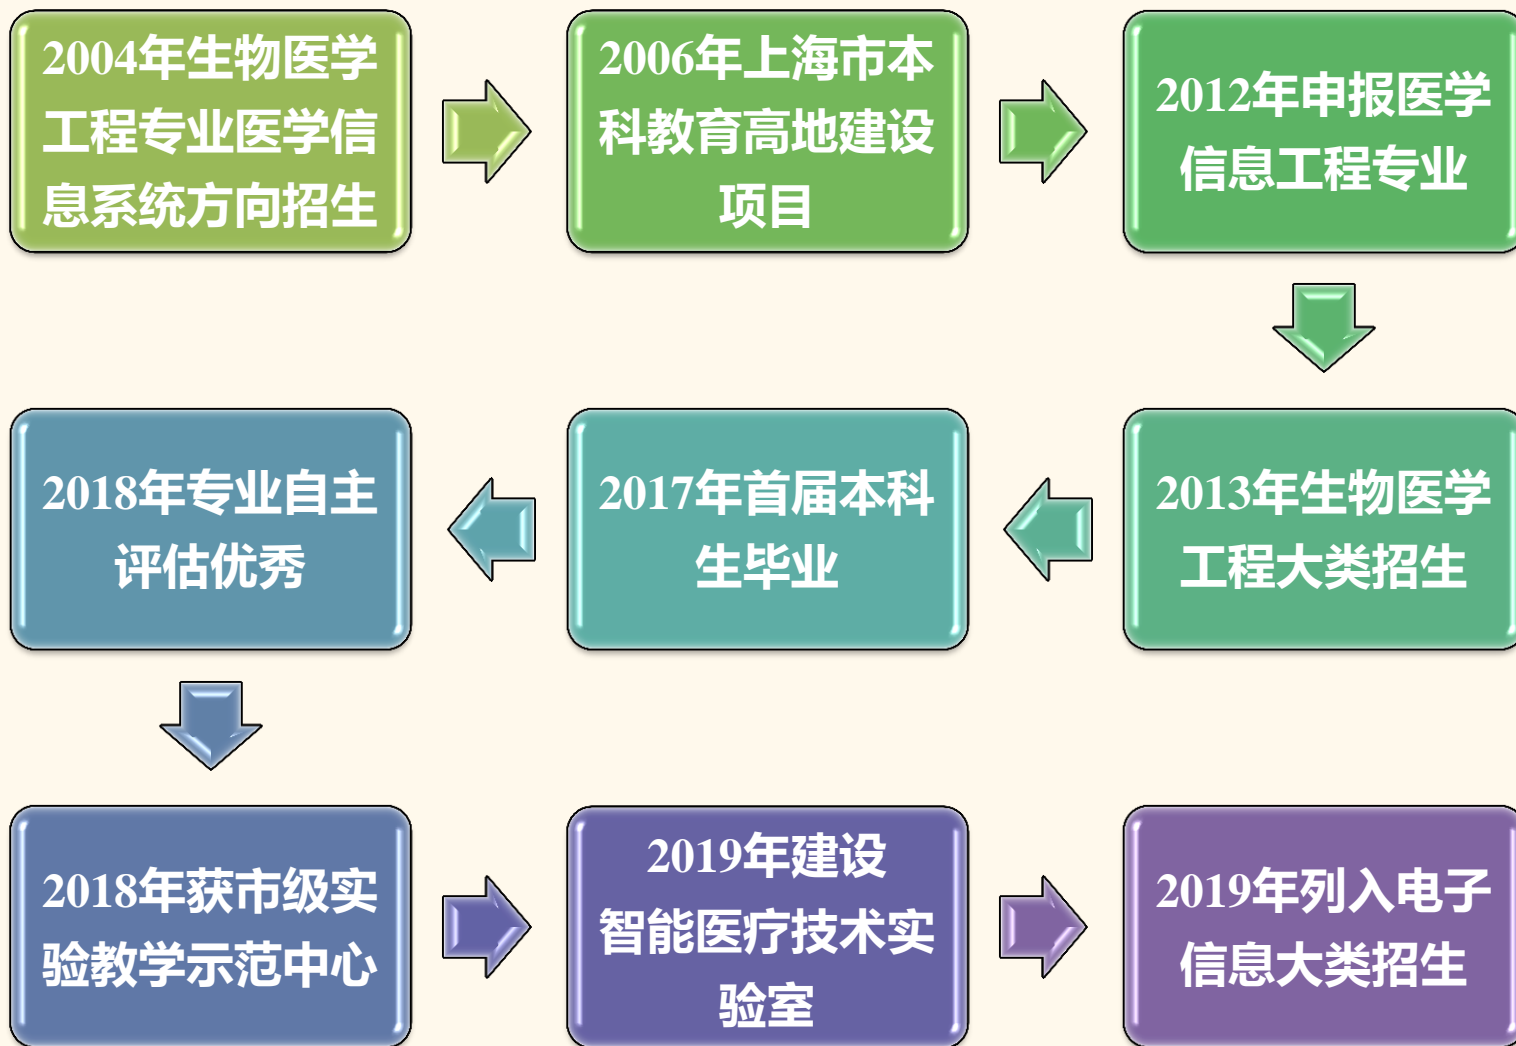 2004年生物医学
工程专业医学信
息系统方向招生
2006年上海市本
科教育高地建设
项目
2012年申报医学
信息工程专业
2013年生物医学
工程大类招生
2017年首届本科
生毕业
2018年专业自主
评估优秀
2018年获市级实
验教学示范中心
2019年建设
智能医疗技术实
验室
2019年列入电子
信息大类招生